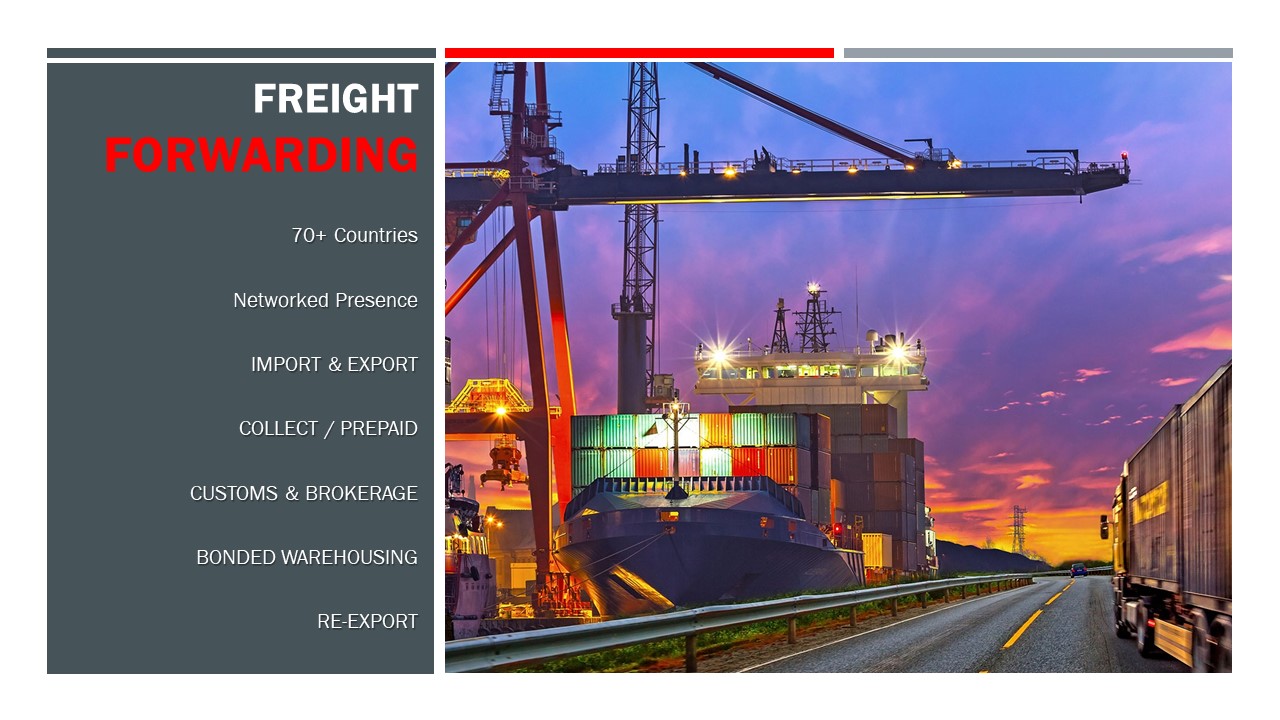 FREIGHT
FORWARDING
70+ Countries
Networked Presence
IMPORT & EXPORT
COLLECT / PREPAID
CUSTOMS & BROKERAGE
BONDED WAREHOUSING
RE-EXPORT